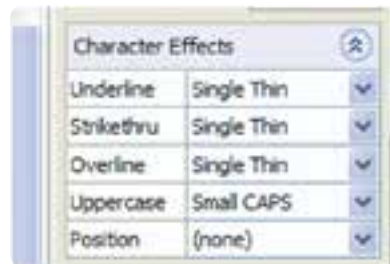 Character Effects
Underline Single Thin
Strikethru Single Thin
Overline Single Thin
Uppercase Small CAPS
Position (none)